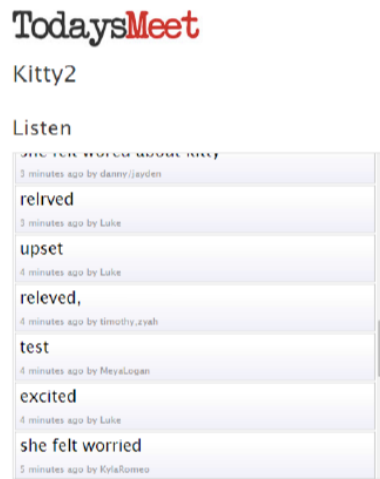 TodaysMeet
Kitty2
Listen
she felt wored about kitty
3 minutes ago by danny/jayden
relrved
3 minutes ago by Luke
upset
4 minutes ago by Luke
releved,
4 minutes ago by timothy,zyah
test
4 minutes ago by MeyaLogan
excited
4 minutes ago by Luke
she felt worried
5 minutes ago by KylaRomeo